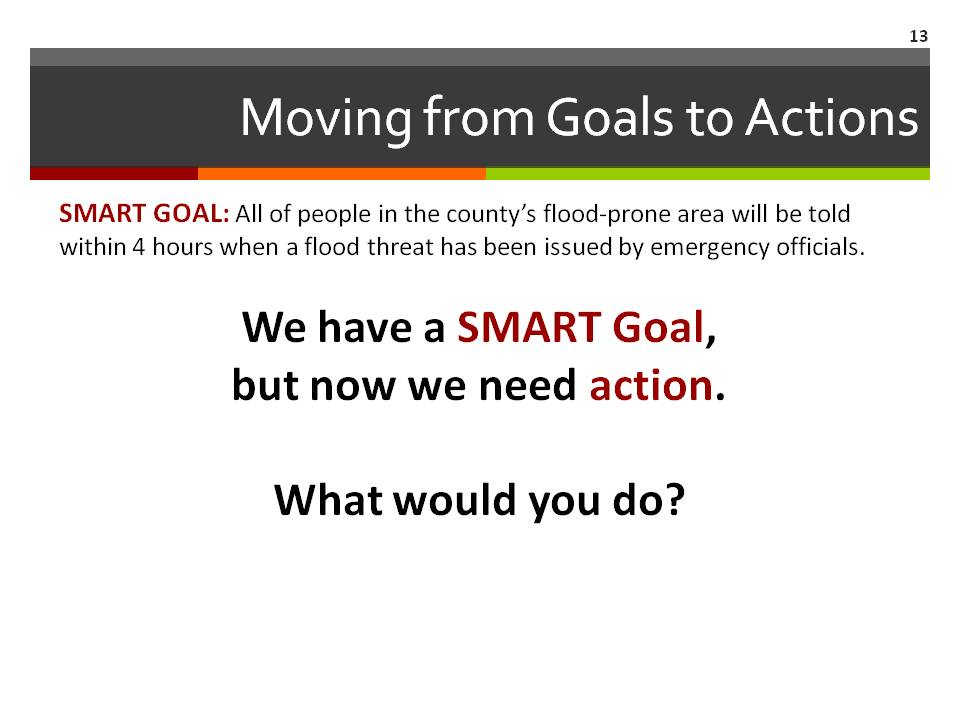 13
Moving from Goals to Actions
SMART GOAL: All of people in the county’s flood-prone area will be told
within 4 hours when a flood threat has been issued by emergency officials.
We have a SMART Goal,
but now we need action.
What would you do?